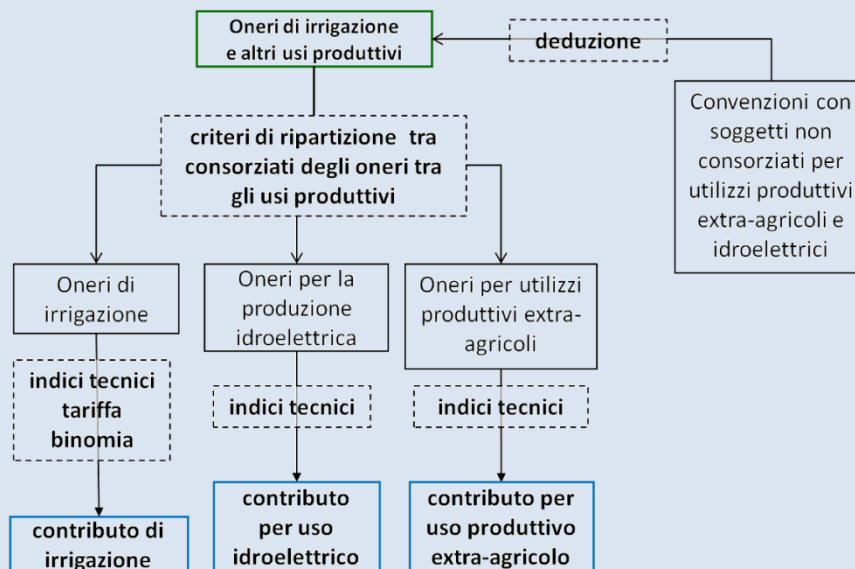 Oneri di irrigazione
e altri usi produttivi
deduzione
Convenzioni con
soggetti non
consorziati per
utilizzi produttivi
extra-agricoli e
idroelettrici
criteri di ripartizione tra
consorziati degli oneri tra
gli usi produttivi
Oneri di
irrigazione
Oneri per la
produzione
idroelettrica
Oneri per utilizzi
produttivi extra-
agricoli
indici tecnici
tariffa
binomia
indici tecnici
indici tecnici
contributo di
irrigazione
contributo
per uso
idroelettrico
contributo per
uso produttivo
extra-agricolo